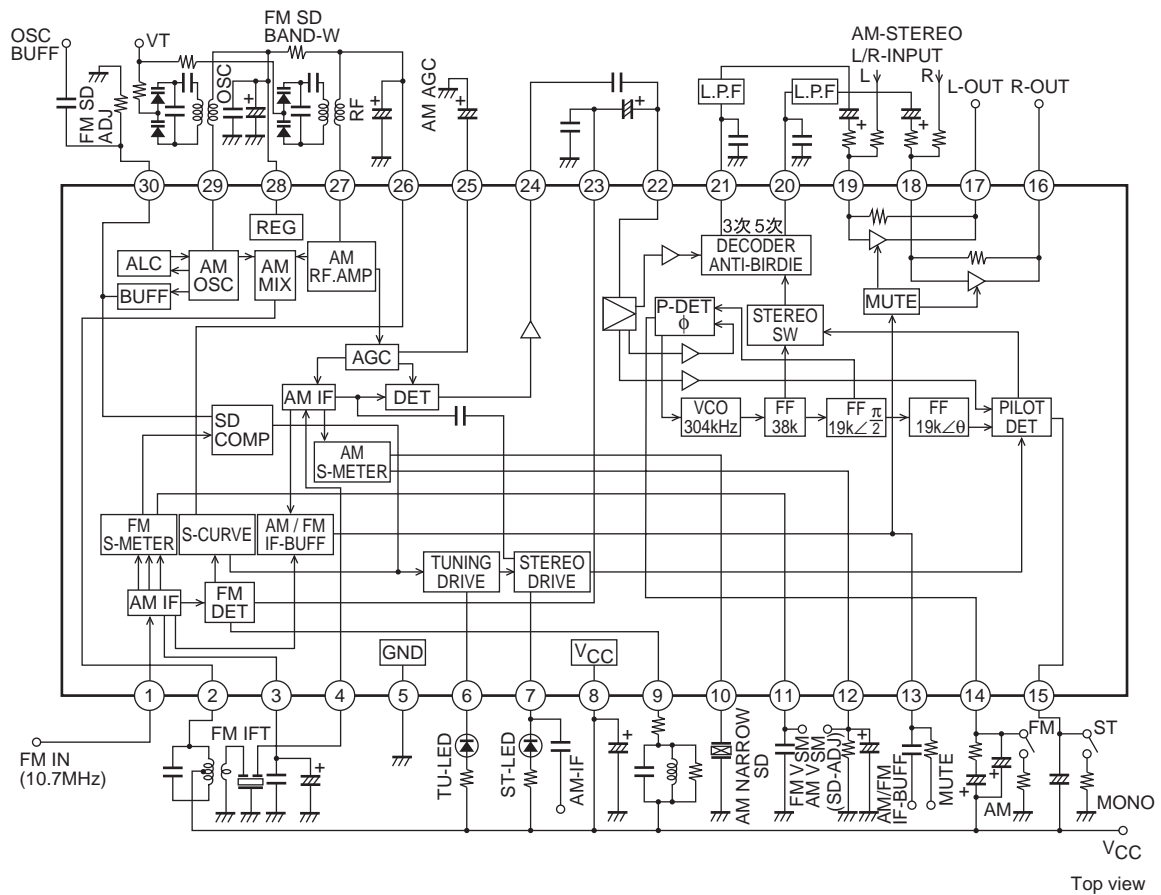 OSC
BUFF
VT
FM SD
ADJ
OSC
FM SD
BAND-W
RF
AM AGC
L.P.F
L.P.F
AM-STEREO
L/R-INPUT
L
R
L-OUT
R-OUT
30
29
28
27
26
25
24
23
22
21
20
19
18
17
16
REG
ALC
AM
OSC
AM
MIX
AM
RF.AMP
BUFF
3次 5次
DECODER
ANTI-BIRDIE
P-DET
ϕ
STEREO
SW
MUTE
AGC
AM IF
DET
SD
COMP
AM
S-METER
VCO
304kHz
FF
38k
FF
19k∠π/2
FF
19k∠θ
PILOT
DET
FM
S-METER
S-CURVE
AM / FM
IF-BUFF
TUNING
DRIVE
STEREO
DRIVE
AM IF
FM
DET
GND
VCC
1
2
3
4
5
6
7
8
9
10
11
12
13
14
15
FM IN
(10.7MHz)
FM IFT
TU-LED
ST-LED
AM-IF
AM NARROW
SD
FM VSM
AM VSM
(SD-ADJ)
AM/FM
IF-BUFF
MUTE
FM
AM
ST
MONO
VCC
Top view